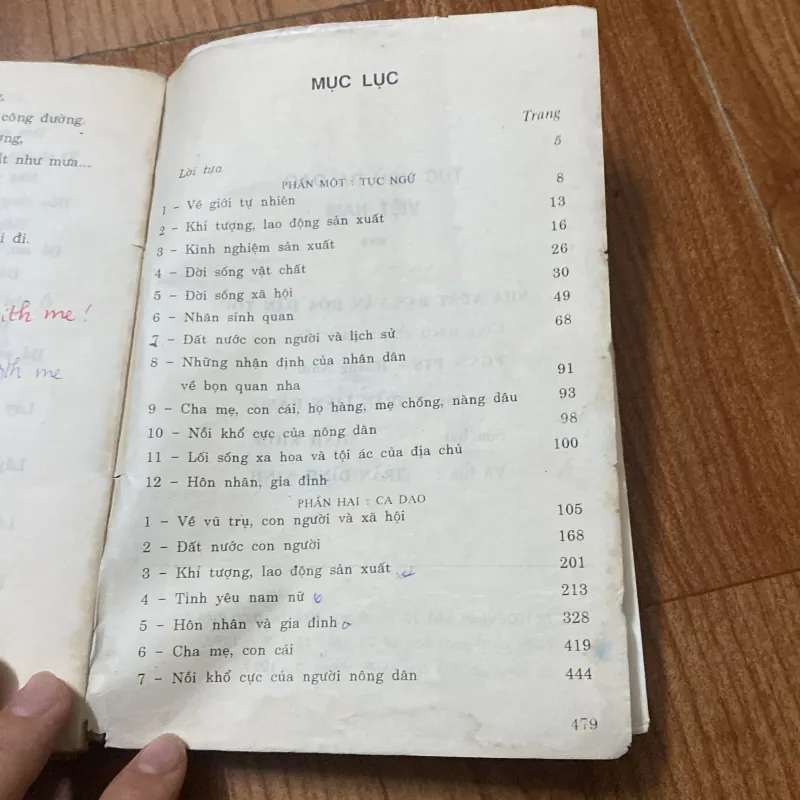 công đường.
ơng,
ất như mưa...
i đi.
ith me!
oth me
MỤC LỤC
Trang
Lời tựa 5
PHẦN MỘT : TỤC NGỮ
1 - Về giới tự nhiên 8
2 - Khí tượng, lao động sản xuất 13
3 - Kinh nghiệm sản xuất 16
4 - Đời sống vật chất 26
5 - Đời sống xã hội 30
6 - Nhân sinh quan 49
7 - Đất nước con người và lịch sử 68
8 - Những nhận định của nhân dân
về bọn quan nha 91
9 - Cha mẹ, con cái, họ hàng, mẹ chồng, nàng dâu 93
10 - Nỗi khổ cực của nông dân 98
11 - Lối sống xa hoa và tội ác của địa chủ 100
12 - Hôn nhân, gia đình
PHẦN HAI : CA DAO
1 - Về vũ trụ, con người và xã hội 105
2 - Đất nước con người 168
3 - Khí tượng, lao động sản xuất 201
4 - Tình yêu nam nữ 213
5 - Hôn nhân và gia đình 328
6 - Cha mẹ, con cái 419
7 - Nỗi khổ cực của người nông dân 444
479